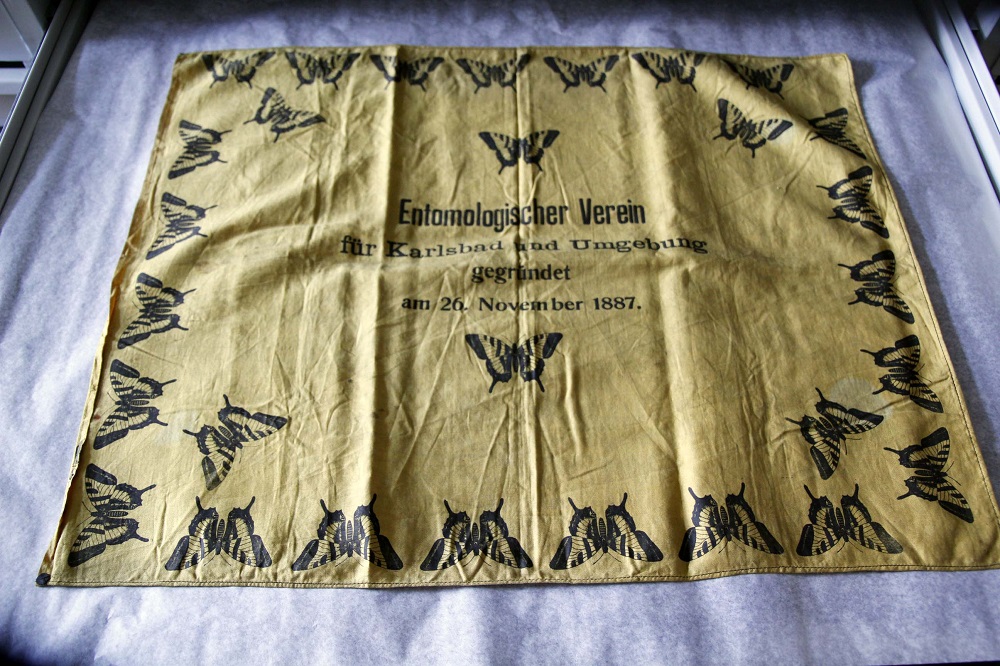 Entomologischer Verein
für Karlsbad und Umgebung
gegründet
am 26. November 1887.